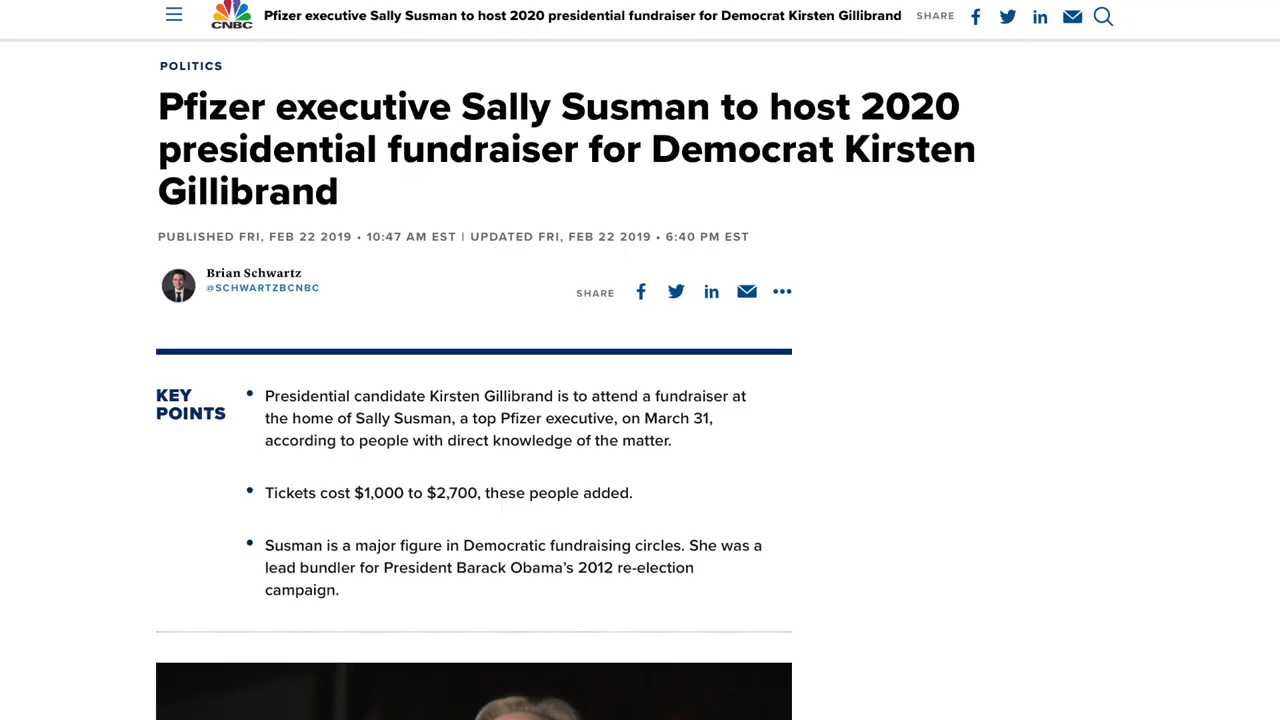 CNBC
Pfizer executive Sally Susman to host 2020 presidential fundraiser for Democrat Kirsten Gillibrand
SHARE
POLITICS
Pfizer executive Sally Susman to host 2020
presidential fundraiser for Democrat Kirsten
Gillibrand
PUBLISHED FRI, FEB 22 2019 • 10:47 AM EST | UPDATED FRI, FEB 22 2019 • 6:40 PM EST
Brian Schwartz
@SCHWARTZBCNBC
SHARE
KEY
POINTS
• Presidential candidate Kirsten Gillibrand is to attend a fundraiser at
the home of Sally Susman, a top Pfizer executive, on March 31,
according to people with direct knowledge of the matter.
• Tickets cost $1,000 to $2,700, these people added.
• Susman is a major figure in Democratic fundraising circles. She was a
lead bundler for President Barack Obama’s 2012 re-election
campaign.